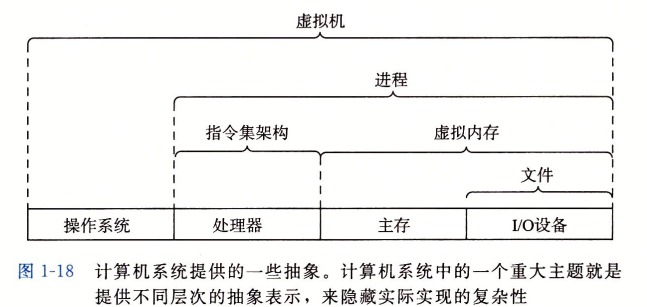 虚拟机
进程
指令集架构 虚拟内存
文件
操作系统 处理器 主存 I/O设备
图 1-18 计算机系统提供的一些抽象。计算机系统中的一个重大主题就是
提供不同层次的抽象表示，来隐藏实际实现的复杂性